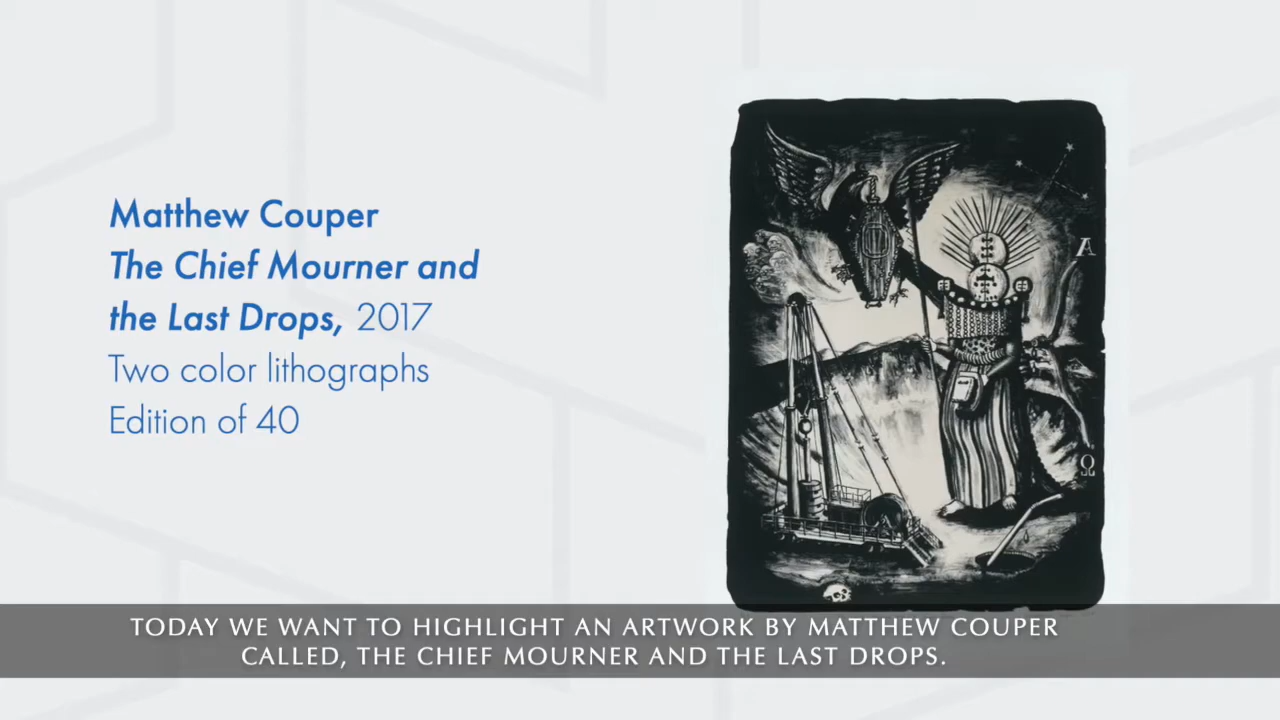 Matthew Couper
The Chief Mourner and
the Last Drops, 2017
Two color lithographs
Edition of 40
A
Ω
TODAY WE WANT TO HIGHLIGHT AN ARTWORK BY MATTHEW COUPER
CALLED, THE CHIEF MOURNER AND THE LAST DROPS.